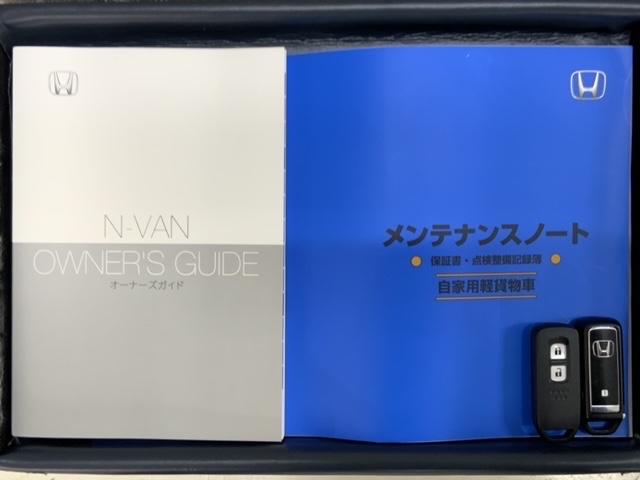 N-VAN
OWNER'S GUIDE
オーナーズガイド
メンテナンスノート
保証書・点検整備記録簿
自家用軽貨物車